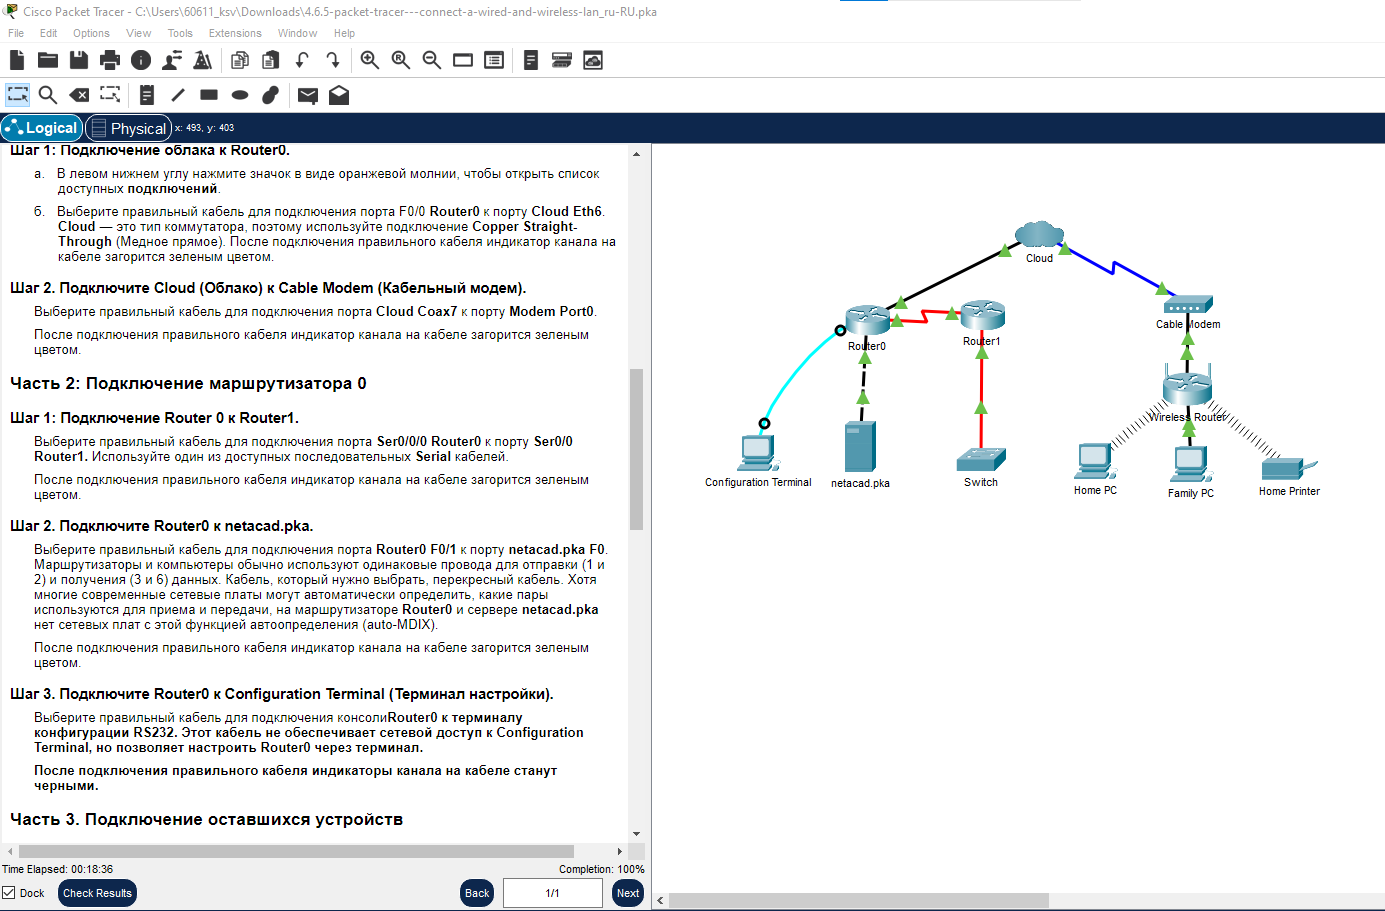 Cisco Packet Tracer - C:\Users\60611_ksv\Downloads\4.6.5-packet-tracer---connect-a-wired-and-wireless-lan_ru-RU.pka
File Edit Options View Tools Extensions Window Help
Logical Physical x: 493, y: 403
Шаг 1: Подключение облака к Router0.
а. В левом нижнем углу нажмите значок в виде оранжевой молнии, чтобы открыть список
доступных подключений.
б. Выберите правильный кабель для подключения порта F0/0 Router0 к порту Cloud Eth6.
Cloud — это тип коммутатора, поэтому используйте подключение Copper Straight-
Through (Медное прямое). После подключения правильного кабеля индикатор канала на
кабеле загорится зеленым цветом.
Шаг 2. Подключите Cloud (Облако) к Cable Modem (Кабельный модем).
Выберите правильный кабель для подключения порта Cloud Coax7 к порту Modem Port0.
После подключения правильного кабеля индикатор канала на кабеле загорится зеленым
цветом.
Часть 2: Подключение маршрутизатора 0
Шаг 1: Подключение Router 0 к Router1.
Выберите правильный кабель для подключения порта Ser0/0/0 Router0 к порту Ser0/0
Router1. Используйте один из доступных последовательных Serial кабелей.
После подключения правильного кабеля индикатор канала на кабеле загорится зеленым
цветом.
Шаг 2. Подключите Router0 к netacad.pka.
Выберите правильный кабель для подключения порта Router0 F0/1 к порту netacad.pka F0.
Маршрутизаторы и компьютеры обычно используют одинаковые провода для отправки (1 и
2) и получения (3 и 6) данных. Кабель, который нужно выбрать, перекресный кабель. Хотя
многие современные сетевые платы могут автоматически определить, какие пары
используются для приема и передачи, на маршрутизаторе Router0 и сервере netacad.pka
нет сетевых плат с этой функцией автоопределения (auto-MDIX).
После подключения правильного кабеля индикатор канала на кабеле загорится зеленым
цветом.
Шаг 3. Подключите Router0 к Configuration Terminal (Терминал настройки).
Выберите правильный кабель для подключения консолиRouter0 к терминалу
конфигурации RS232. Этот кабель не обеспечивает сетевой доступ к Configuration
Terminal, но позволяет настроить Router0 через терминал.
После подключения правильного кабеля индикаторы канала на кабеле станут
черными.
Часть 3. Подключение оставшихся устройств
Time Elapsed: 00:18:36 Completion: 100%
Dock Check Results Back 1/1 Next
Cloud
Cable Modem
Router0
Router1
Wireless Router
Configuration Terminal
netacad.pka
Switch
Home PC
Family PC
Home Printer